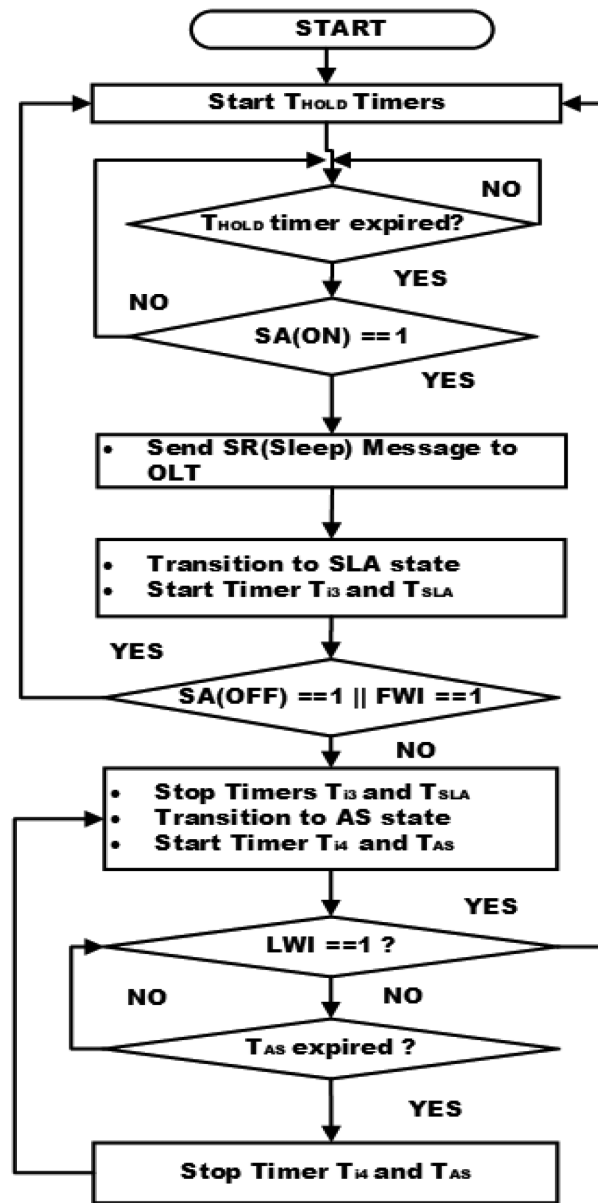 START
Start THOLD Timers
NO
THOLD timer expired?
YES
NO
SA(ON) ==1
YES
• Send SR(Sleep) Message to
OLT
• Transition to SLA state
• Start Timer Ti3 and TSLA
YES
SA(OFF) ==1 || FWI ==1
NO
• Stop Timers Ti3 and TSLA
• Transition to AS state
• Start Timer Ti4 and TAS
YES
LWI ==1 ?
NO
NO
TAS expired ?
YES
Stop Timer Ti4 and TAS